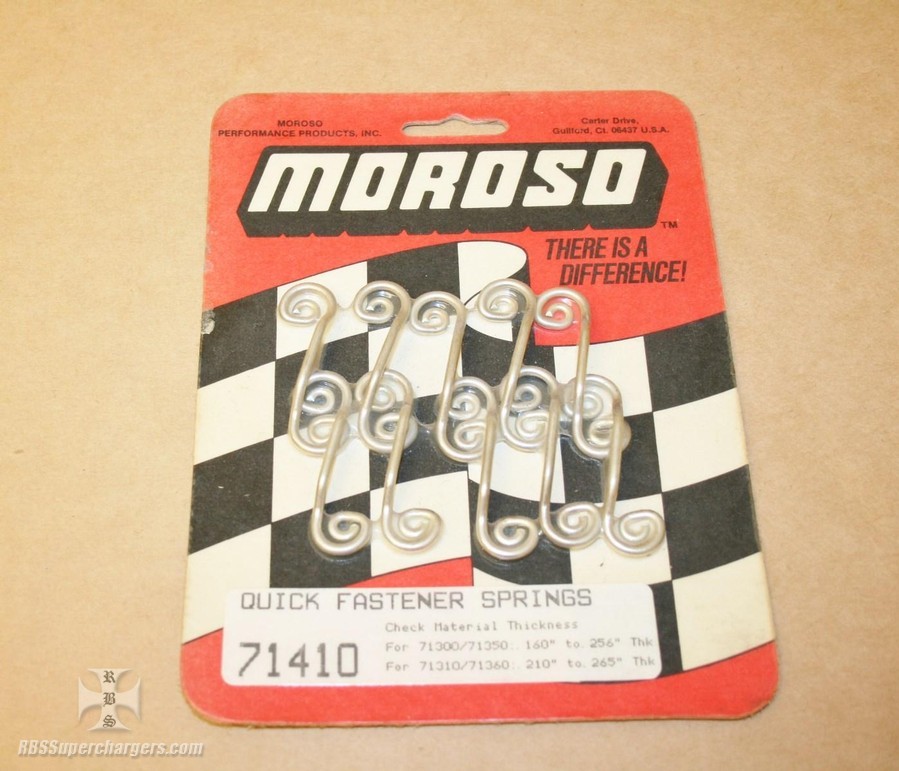 MOROSO
PERFORMANCE PRODUCTS, INC.
Carter Drive,
Guilford, Ct. 06437 U.S.A.
MOROSO
TM
THERE IS A
DIFFERENCE!
QUICK FASTENER SPRINGS
Check Material Thickness
71410
For 71300/71350: .160" to .256" Thk
For 71310/71360: .210" to .265" Thk
RBS
RBSSuperchargers.com